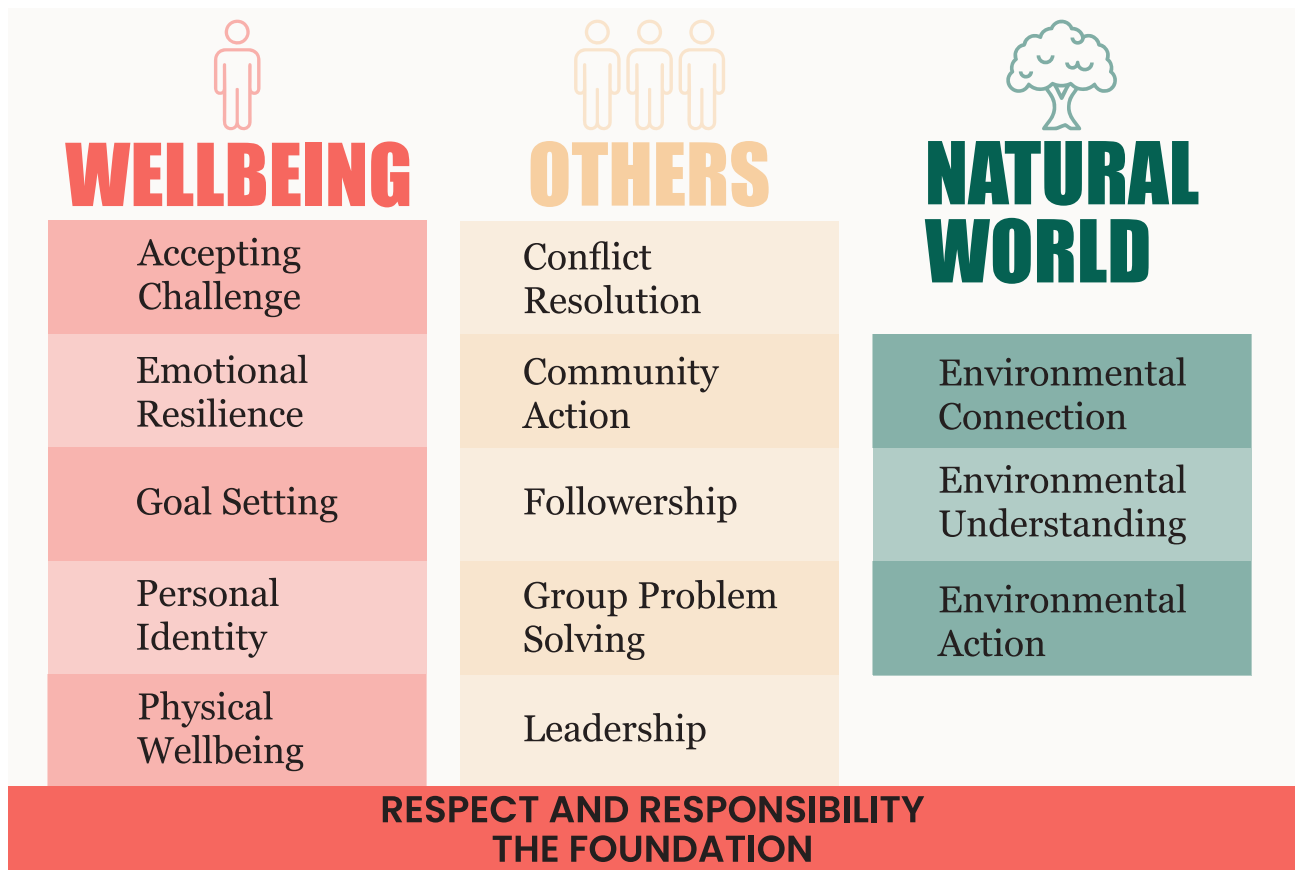 WELLBEING
Accepting
Challenge
Emotional
Resilience
Goal Setting
Personal
Identity
Physical
Wellbeing
OTHERS
Conflict
Resolution
Community
Action
Followership
Group Problem
Solving
Leadership
NATURAL
WORLD
Environmental
Connection
Environmental
Understanding
Environmental
Action
RESPECT AND RESPONSIBILITY
THE FOUNDATION